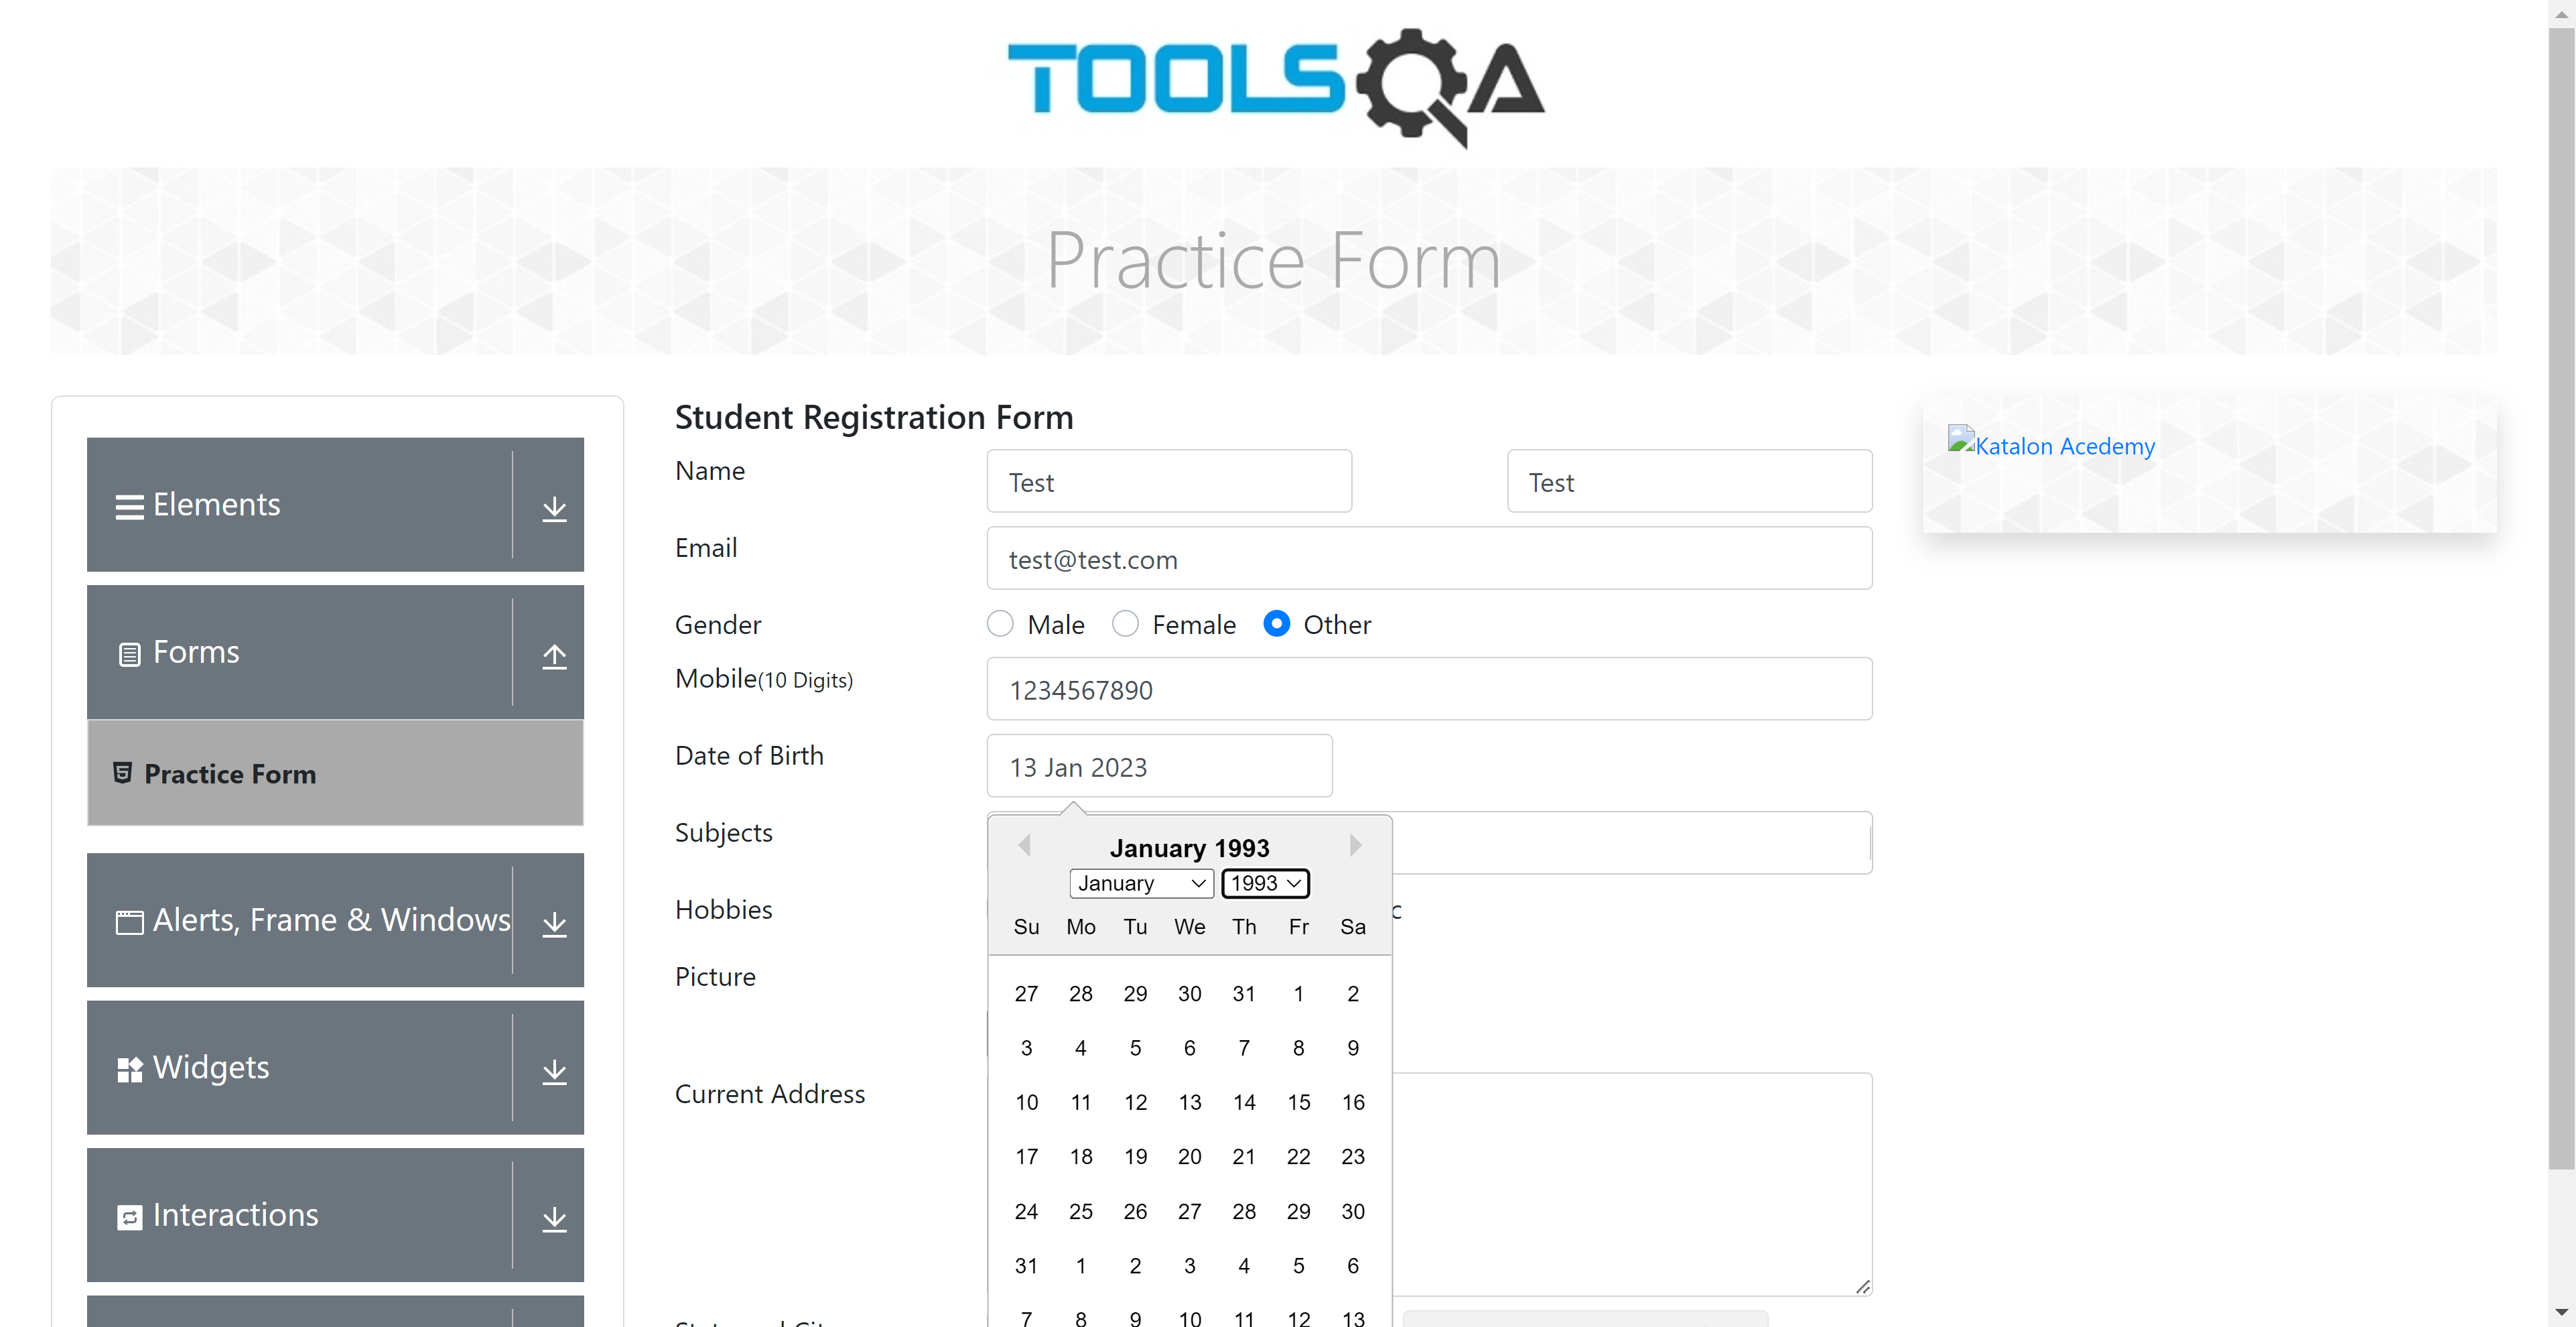 TOOLSQA
Practice Form
Elements
Forms
Practice Form
Alerts, Frame & Windows
Widgets
Interactions
Student Registration Form
Name
Test
Test
Email
test@test.com
Gender
Male
Female
Other
Mobile(10 Digits)
1234567890
Date of Birth
13 Jan 2023
Subjects
Hobbies
Picture
Current Address
January 1993
January
1993
Su Mo Tu We Th Fr Sa
27 28 29 30 31 1 2
3 4 5 6 7 8 9
10 11 12 13 14 15 16
17 18 19 20 21 22 23
24 25 26 27 28 29 30
31 1 2 3 4 5 6
7 8 9 10 11 12 13
Katalon Acedemy